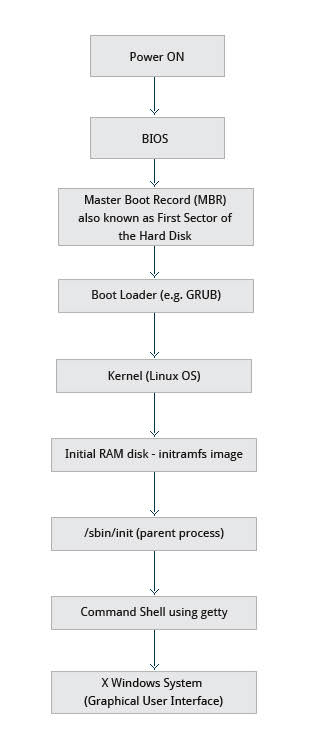 Power ON
BIOS
Master Boot Record (MBR)
also known as First Sector of
the Hard Disk
Boot Loader (e.g. GRUB)
Kernel (Linux OS)
Initial RAM disk - initramfs image
/sbin/init (parent process)
Command Shell using getty
X Windows System
(Graphical User Interface)